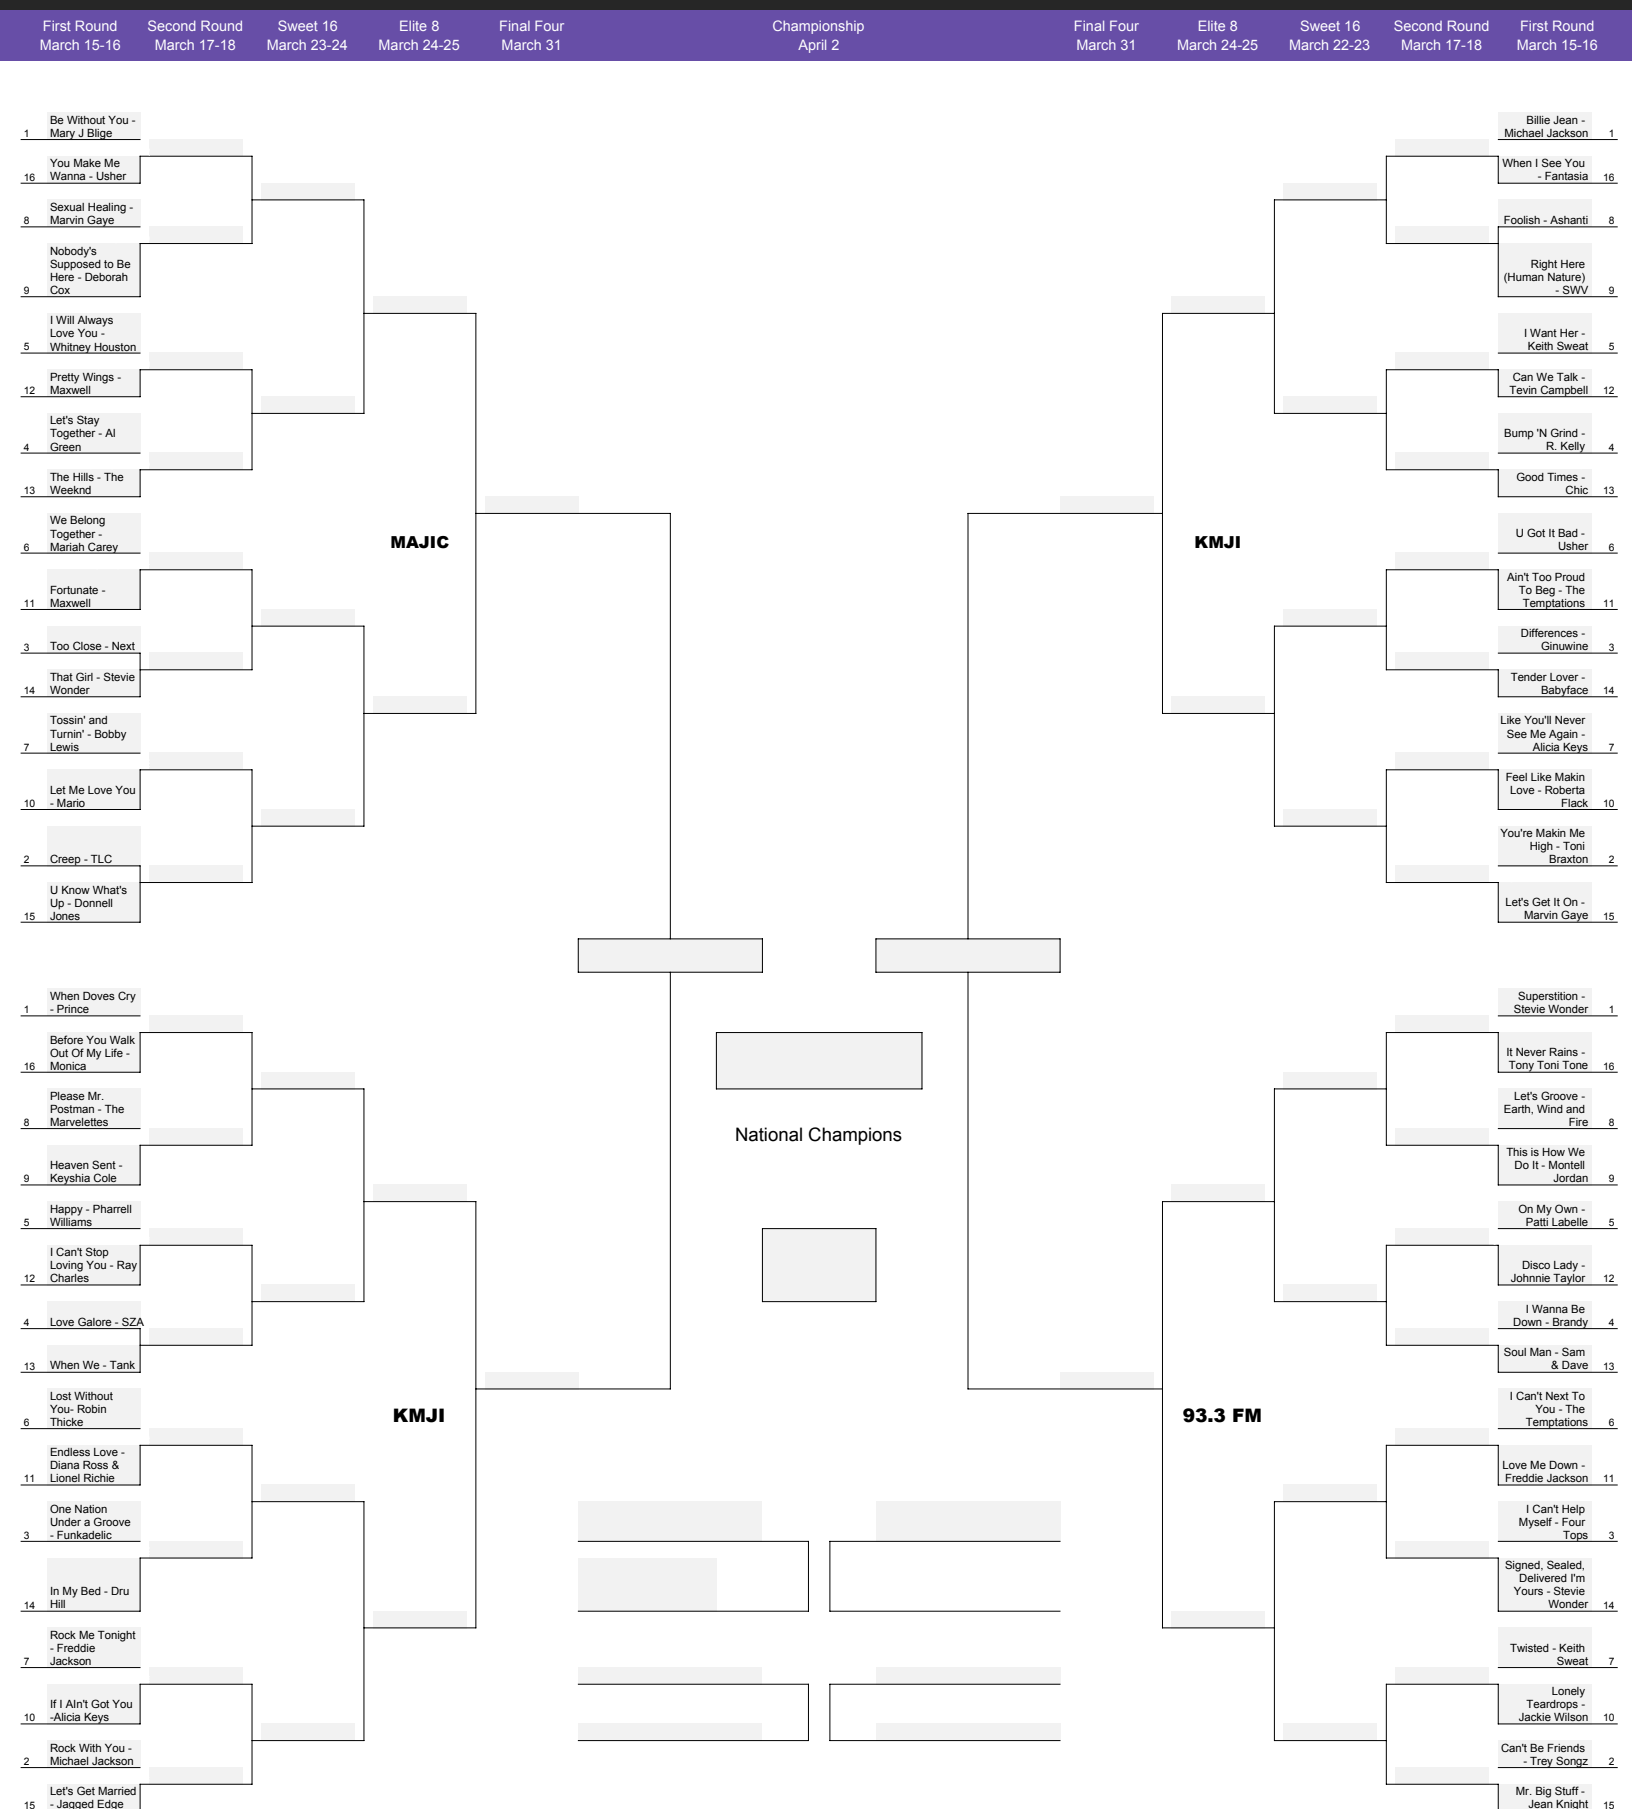 First Round
March 15-16
Second Round
March 17-18
Sweet 16
March 23-24
Elite 8
March 24-25
Final Four
March 31
Championship
April 2
Final Four
March 31
Elite 8
March 24-25
Sweet 16
March 22-23
Second Round
March 17-18
First Round
March 15-16
Be Without You -
1 Mary J Blige
You Make Me
16 Wanna - Usher
Sexual Healing -
8 Marvin Gaye
Nobody's
Supposed to Be
Here - Deborah
9 Cox
I Will Always
Love You -
5 Whitney Houston
Pretty Wings -
12 Maxwell
Let's Stay
Together - Al
4 Green
The Hills - The
13 Weeknd
We Belong
Together -
6 Mariah Carey
Fortunate -
11 Maxwell
3 Too Close - Next
That Girl - Stevie
14 Wonder
Tossin' and
Turnin' - Bobby
7 Lewis
Let Me Love You
10 - Mario
2 Creep - TLC
U Know What's
Up - Donnell
15 Jones
MAJIC
When Doves Cry
1 - Prince
Before You Walk
Out Of My Life -
16 Monica
Please Mr.
Postman - The
8 Marvelettes
Heaven Sent -
9 Keyshia Cole
Happy - Pharrell
5 Williams
I Can't Stop
Loving You - Ray
12 Charles
4 Love Galore - SZA
13 When We - Tank
Lost Without
You- Robin
6 Thicke
Endless Love -
Diana Ross &
11 Lionel Richie
One Nation
Under a Groove
3 - Funkadelic
In My Bed - Dru
14 Hill
Rock Me Tonight
- Freddie
7 Jackson
If I AIn't Got You
10 -Alicia Keys
Rock With You -
2 Michael Jackson
Let's Get Married
15 - Jagged Edge
KMJI
National Champions
Billie Jean -
Michael Jackson 1
When I See You
- Fantasia 16
Foolish - Ashanti 8
Right Here
(Human Nature)
- SWV 9
I Want Her -
Keith Sweat 5
Can We Talk -
Tevin Campbell 12
Bump 'N Grind -
R. Kelly 4
Good Times -
Chic 13
U Got It Bad -
Usher 6
Ain't Too Proud
To Beg - The
Temptations 11
Differences -
Ginuwine 3
Tender Lover -
Babyface 14
Like You'll Never
See Me Again -
Alicia Keys 7
Feel Like Makin
Love - Roberta
Flack 10
You're Makin Me
High - Toni
Braxton 2
Let's Get It On -
Marvin Gaye 15
KMJI
Superstition -
Stevie Wonder 1
It Never Rains -
Tony Toni Tone 16
Let's Groove -
Earth, Wind and
Fire 8
This is How We
Do It - Montell
Jordan 9
On My Own -
Patti Labelle 5
Disco Lady -
Johnnie Taylor 12
I Wanna Be
Down - Brandy 4
Soul Man - Sam
& Dave 13
I Can't Next To
You - The
Temptations 6
Love Me Down -
Freddie Jackson 11
I Can't Help
Myself - Four
Tops 3
Signed, Sealed,
Delivered I'm
Yours - Stevie
Wonder 14
Twisted - Keith
Sweat 7
Lonely
Teardrops -
Jackie Wilson 10
Can't Be Friends
- Trey Songz 2
Mr. Big Stuff -
Jean Knight 15
93.3 FM